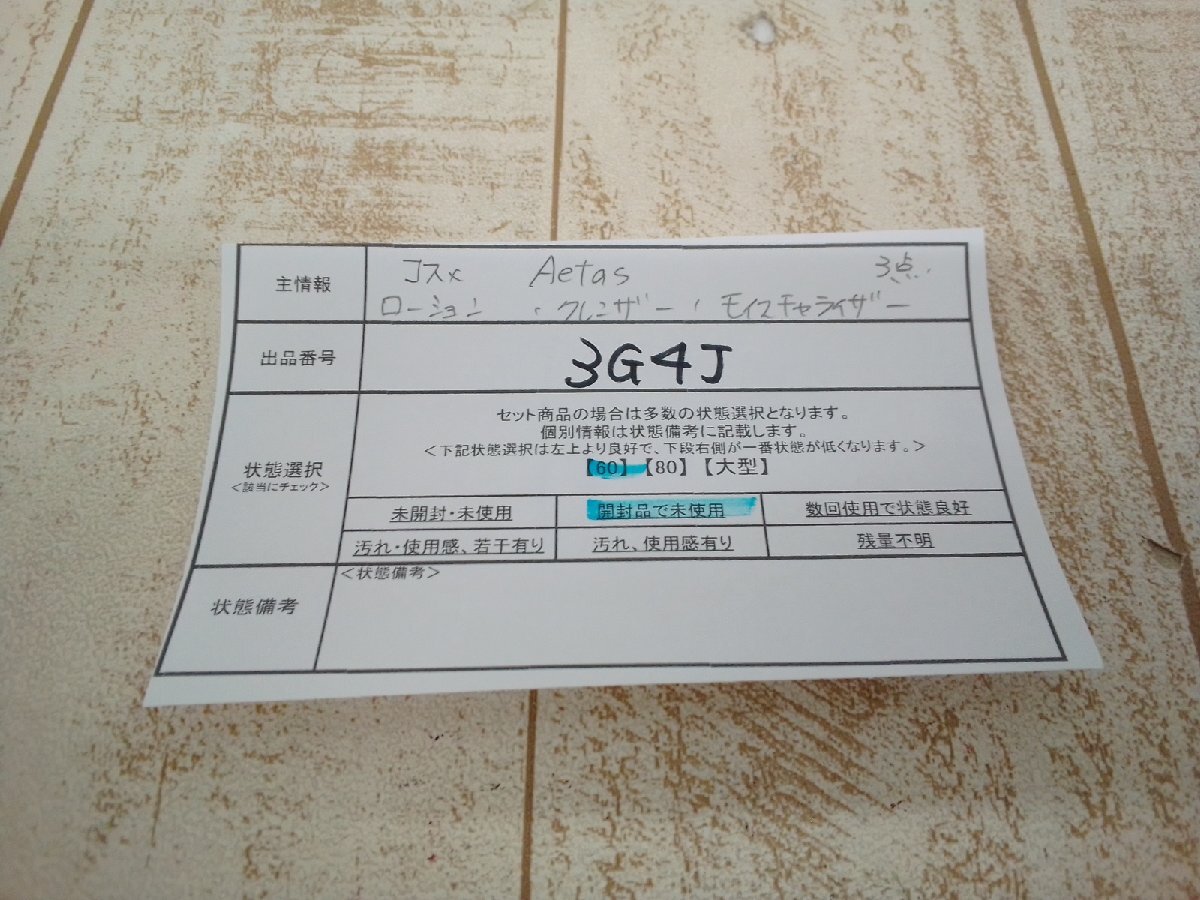 主情報
コスメ Aetas 3点
ローション ・クレンザー ・モイスチャライザー
出品番号
3G4J
状態選択
<該当にチェック>
セット商品の場合は多数の状態選択となります。
個別情報は状態備考に記載します。
<下記状態選択は左上より良好で、下段右側が一番状態が低くなります。>
【60】【80】【大型】
未開封・未使用 開封品で未使用 数回使用で状態良好
汚れ・使用感、若干有り 汚れ、使用感有り 残量不明
状態備考
<状態備考>